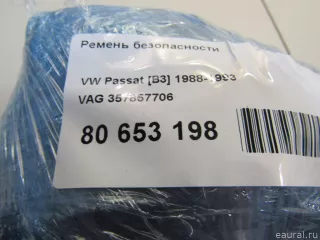 Ремень безопасности
VW Passat [B3] 1988-1993
VAG 357857706
80 653 198
eaural.ru